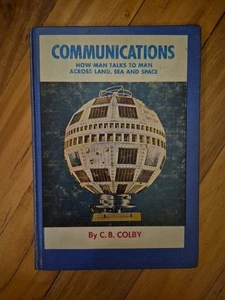 COMMUNICATIONS
HOW MAN TALKS TO MAN
ACROSS LAND, SEA AND SPACE
By C. B. COLBY